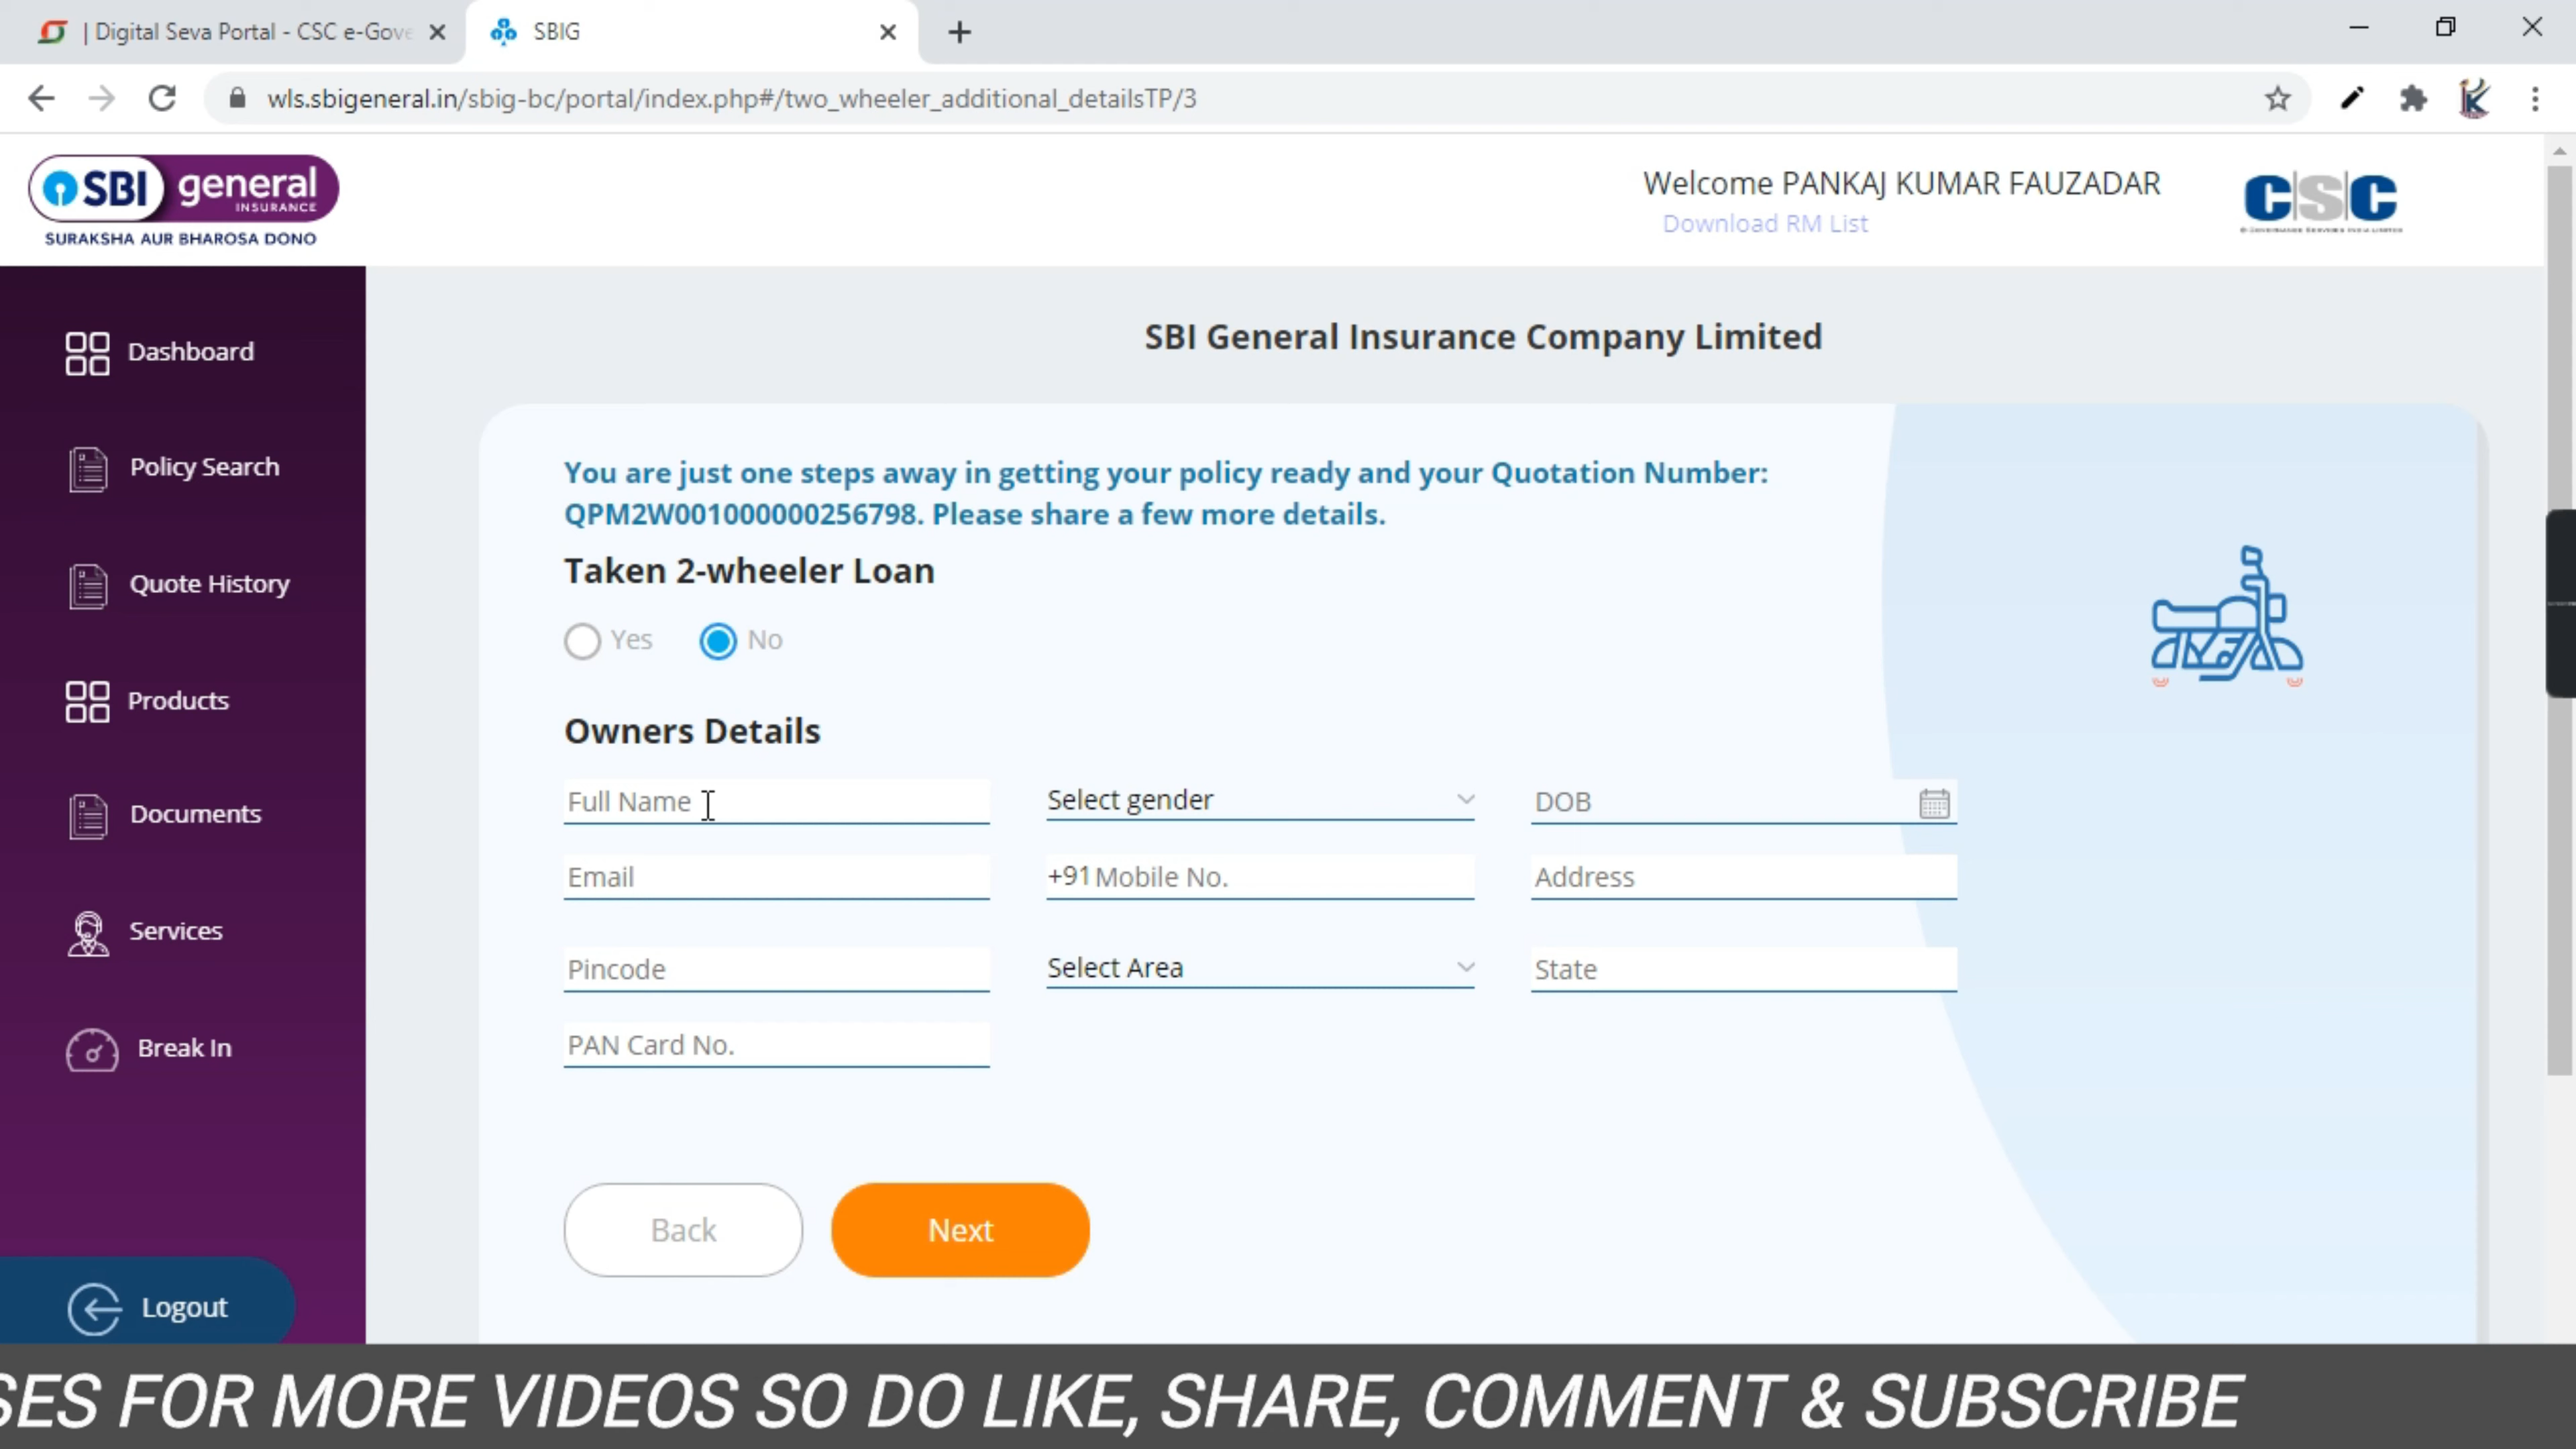 | Digital Seva Portal - CSC e-Gove
SBIG
wls.sbigeneral.in/sbig-bc/portal/index.php#/two_wheeler_additional_detailsTP/3
SBI general
INSURANCE
SURAKSHA AUR BHAROSA DONO
Welcome PANKAJ KUMAR FAUZADAR
Download RM List
CSC
Dashboard
Policy Search
Quote History
Products
Documents
Services
Break In
Logout
SBI General Insurance Company Limited
You are just one steps away in getting your policy ready and your Quotation Number:
QPM2W001000000256798. Please share a few more details.
Taken 2-wheeler Loan
Yes No
Owners Details
Full Name Select gender DOB
Email +91 Mobile No. Address
Pincode Select Area State
PAN Card No.
Back Next
SES FOR MORE VIDEOS SO DO LIKE, SHARE, COMMENT & SUBSCRIBE